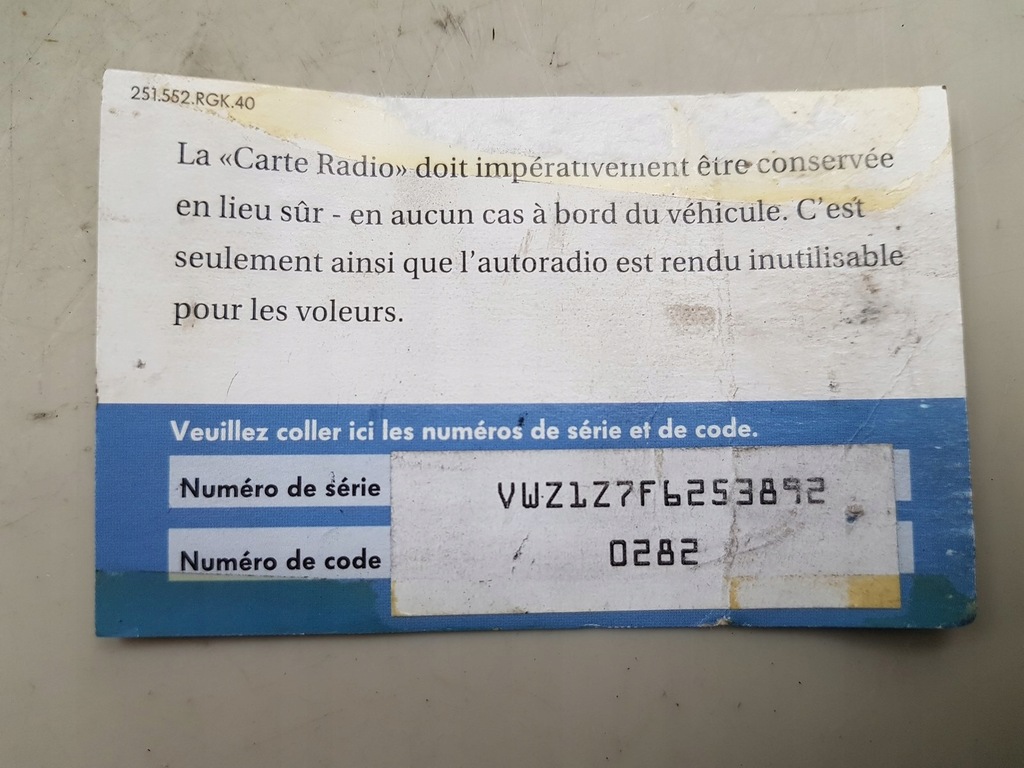 251.552.RGK.40
La «Carte Radio» doit impérativement être conservée
en lieu sûr - en aucun cas à bord du véhicule. C'est
seulement ainsi que l'autoradio est rendu inutilisable
pour les voleurs.
Veuillez coller ici les numéros de série et de code.
Numéro de série VWZ1Z7F6253892
Numéro de code 0282